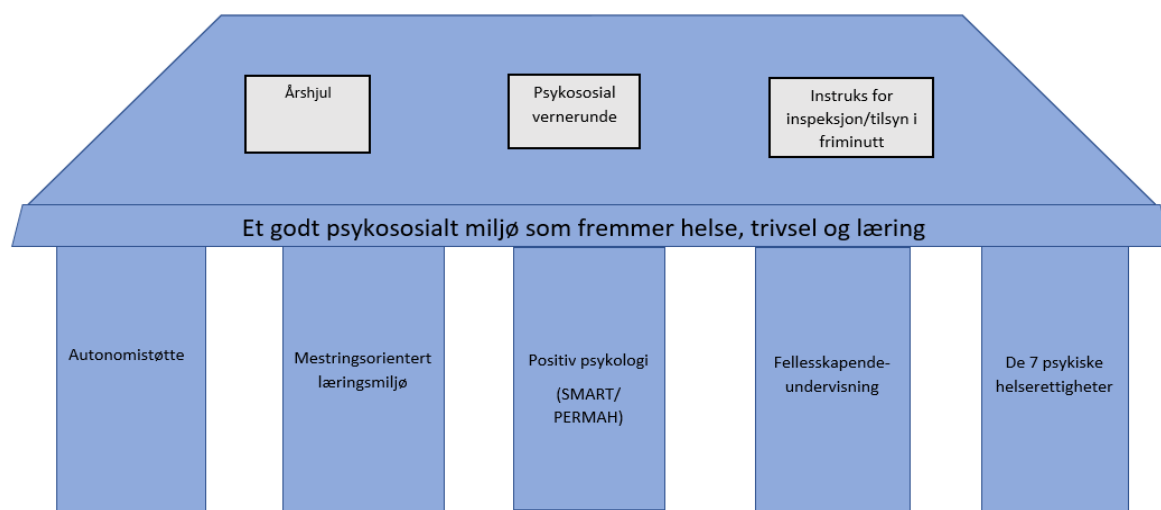 Årshjul
Psykososial
vernerunde
Instruks for
inspeksjon/tilsyn i
friminutt
Et godt psykososialt miljø som fremmer helse, trivsel og læring
Autonomistøtte
Mestringsorientert
læringsmiljø
Positiv psykologi
(SMART/
PERMAH)
Fellesskapende-
undervisning
De 7 psykiske
helserettigheter